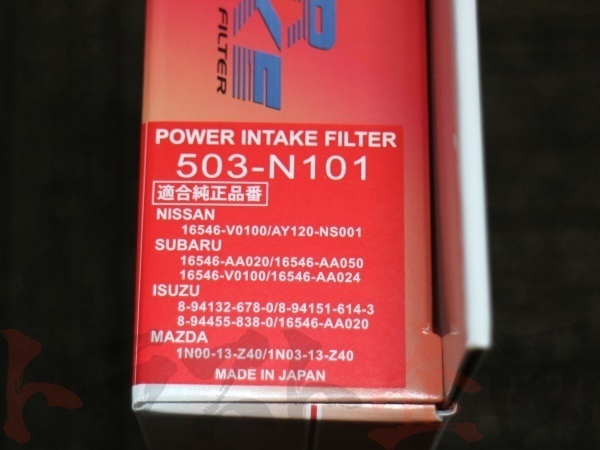 FILTER
POWER INTAKE FILTER
503-N101
適合純正品番
NISSAN
16546-V0100/AY120-NS001
SUBARU
16546-AA020/16546-AA050
16546-V0100/16546-AA024
ISUZU
8-94132-678-0/8-94151-614-3
8-94455-838-0/16546-AA020
MAZDA
1N00-13-Z40/1N03-13-Z40
MADE IN JAPAN